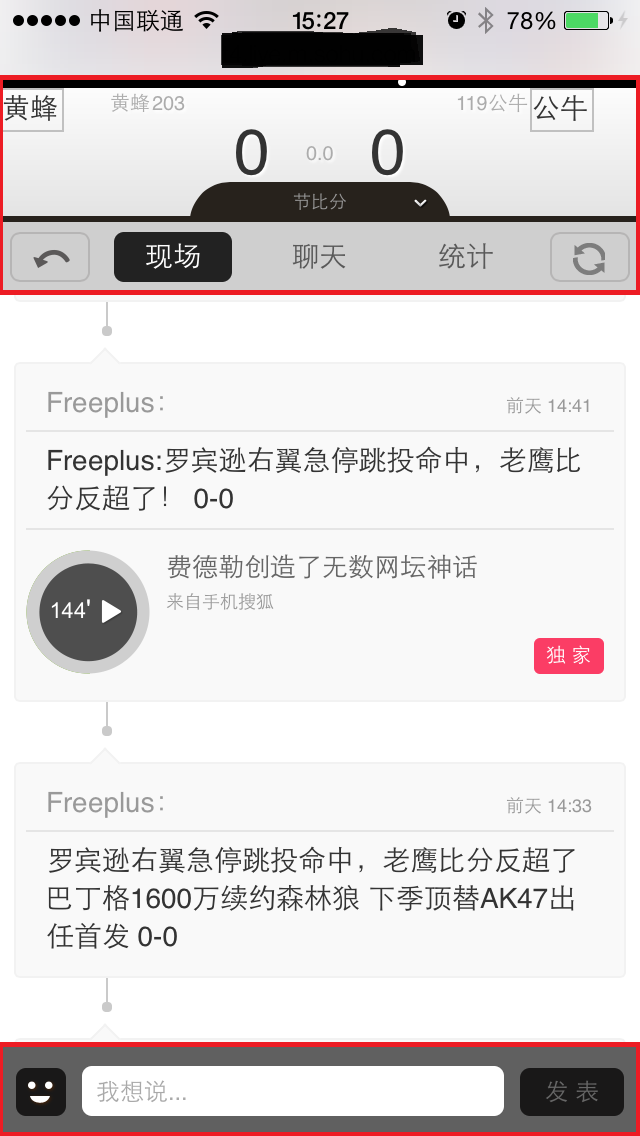 中国联通 15:27 78%
黄蜂 黄蜂203 119公牛 公牛
0 0.0 0
节比分
现场 聊天 统计
Freeplus: 前天 14:41
Freeplus:罗宾逊右翼急停跳投命中，老鹰比
分反超了！ 0-0
144' 费德勒创造了无数网坛神话
来自手机搜狐
独家
Freeplus: 前天 14:33
罗宾逊右翼急停跳投命中，老鹰比分反超了
巴丁格1600万续约森林狼 下季顶替AK47出
任首发 0-0
我想说... 发表